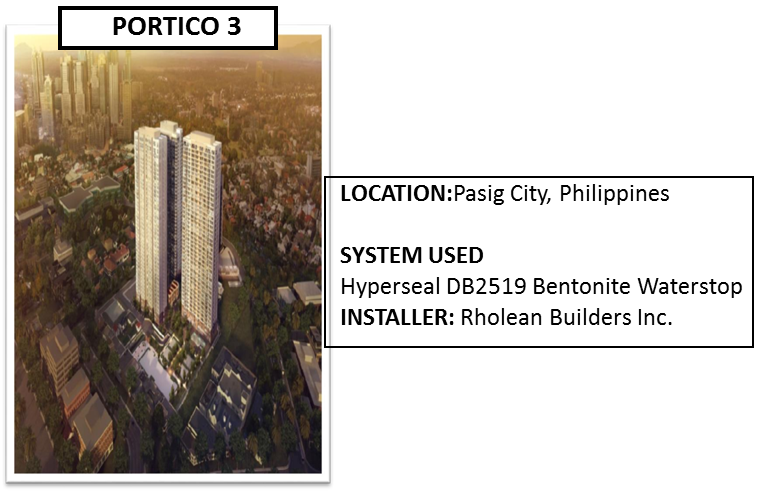 PORTICO 3
LOCATION:Pasig City, Philippines
SYSTEM USED
Hyperseal DB2519 Bentonite Waterstop
INSTALLER: Rholean Builders Inc.